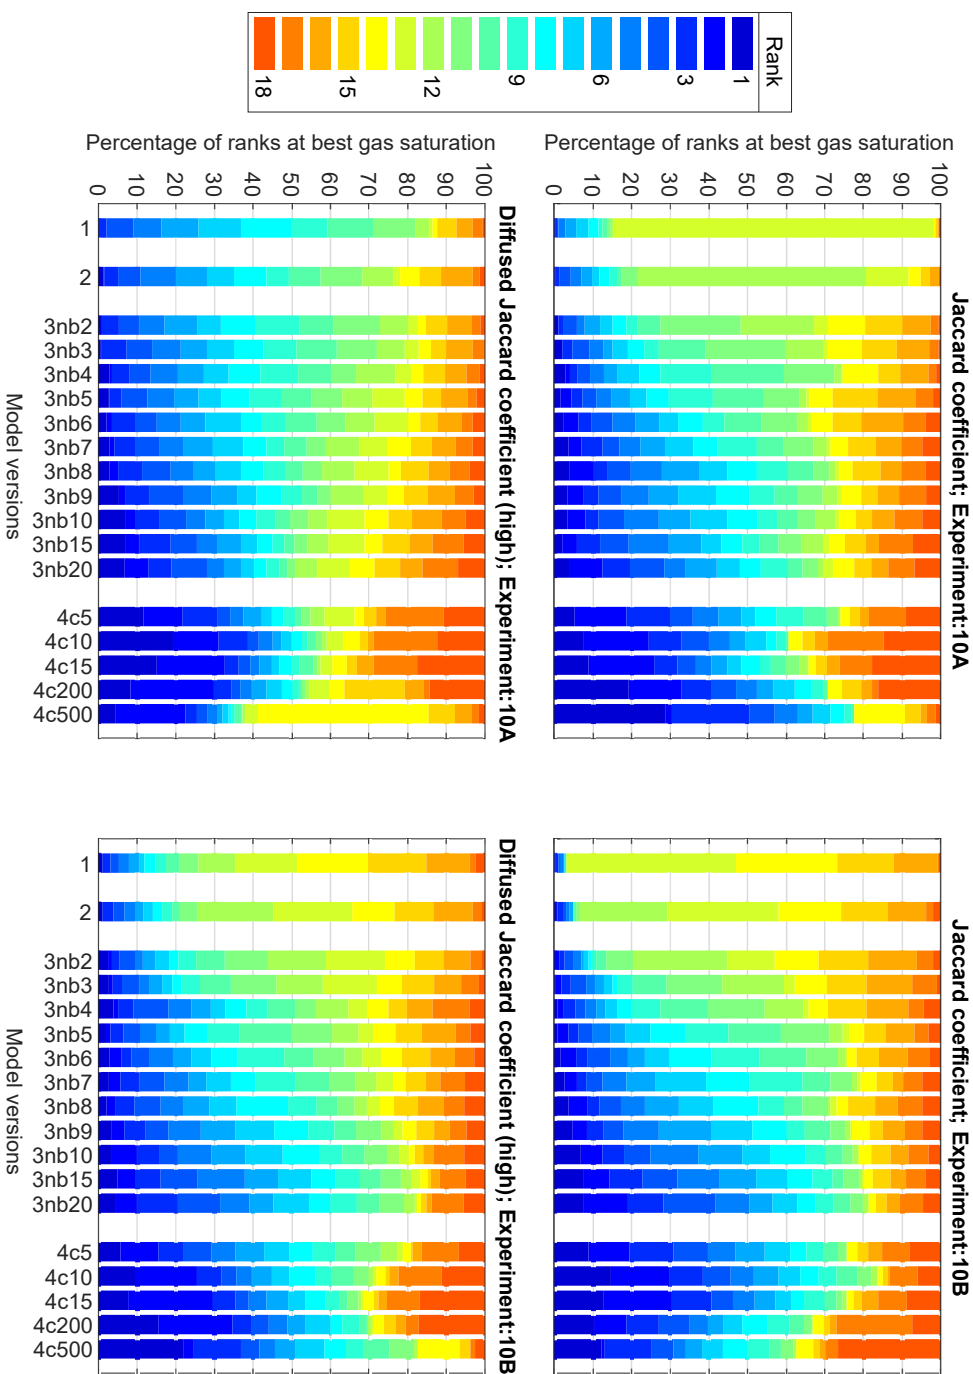 Jaccard coefficient; Experiment:10A
Percentage of ranks at best gas saturation
100
90
80
70
60
50
40
30
20
10
0
Jaccard coefficient; Experiment:10B
Diffused Jaccard coefficient (high); Experiment:10A
Percentage of ranks at best gas saturation
100
90
80
70
60
50
40
30
20
10
0
1
2
3nb2
3nb3
3nb4
3nb5
3nb6
3nb7
3nb8
3nb9
3nb10
3nb15
3nb20
4c5
4c10
4c15
4c200
4c500
Model versions
Diffused Jaccard coefficient (high); Experiment:10B
1
2
3nb2
3nb3
3nb4
3nb5
3nb6
3nb7
3nb8
3nb9
3nb10
3nb15
3nb20
4c5
4c10
4c15
4c200
4c500
Model versions
Rank
1
3
6
9
12
15
18